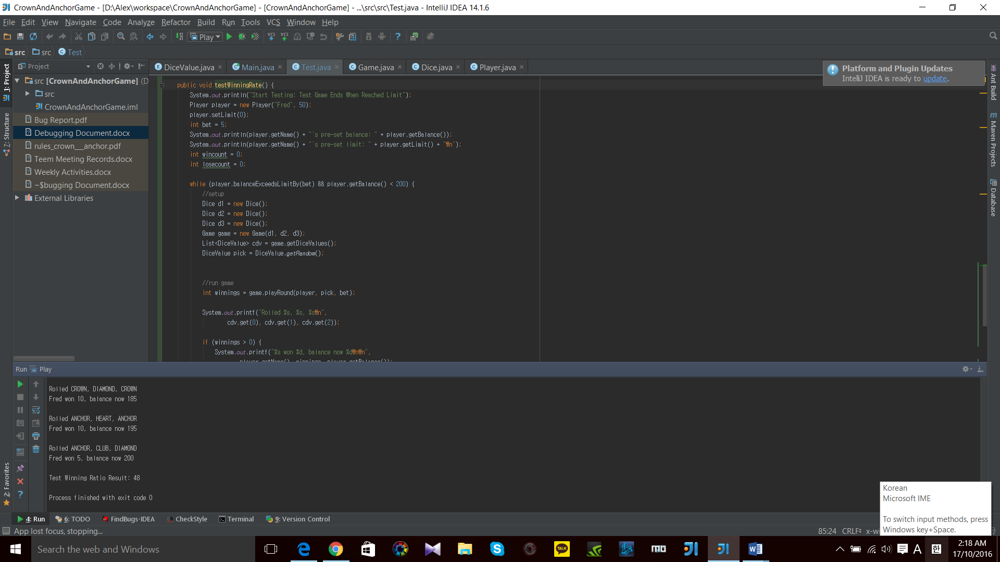 CrownAndAnchorGame - [D:\Alex\workspace\CrownAndAnchorGame] - [CrownAndAnchorGame] - ...\src\src\Test.java - IntelliJ IDEA 14.1.6
File Edit View Navigate Code Analyze Refactor Build Run Tools VCS Window Help
Play
src src Test
Project
DiceValue.java Main.java Test.java Game.java Dice.java Player.java
Platform and Plugin Updates
IntelliJ IDEA is ready to update.
1: Project
7: Structure
2: Favorites
src [CrownAndAnchorGame] (D
src
CrownAndAnchorGame.iml
Bug Report.pdf
Debugging Document.docx
rules_crown__anchor.pdf
Teem Meeting Records.docx
Weekly Activities.docx
~$bugging Document.docx
External Libraries
public void testWinningRate() {
System.out.println("Start Testing: Test Game Ends When Reached Limit");
Player player = new Player("Fred", 50);
player.setLimit(0);
int bet = 5;
System.out.println(player.getName() + "'s pre-set balance: " + player.getBalance());
System.out.println(player.getName() + "'s pre-set limit: " + player.getLimit() + "₩n");
int wincount = 0;
int losecount = 0;
while (player.balanceExceedsLimitBy(bet) && player.getBalance() < 200) {
//setup
Dice d1 = new Dice();
Dice d2 = new Dice();
Dice d3 = new Dice();
Game game = new Game(d1, d2, d3);
List<DiceValue> cdv = game.getDiceValues();
DiceValue pick = DiceValue.getRandom();
//run game
int winnings = game.playRound(player, pick, bet);
System.out.printf("Rolled %s, %s, %s₩n",
cdv.get(0), cdv.get(1), cdv.get(2));
if (winnings > 0) {
System.out.printf("%s won %d, balance now %d₩n₩n",
player.getName(), winnings, player.getBalance());
Ant Build
m Maven Projects
Database
Run Play
Rolled CROWN, DIAMOND, CROWN
Fred won 10, balance now 185
Rolled ANCHOR, HEART, ANCHOR
Fred won 10, balance now 195
Rolled ANCHOR, CLUB, DIAMOND
Fred won 5, balance now 200
Test Winning Ratio Result: 48
Process finished with exit code 0
Korean
Microsoft IME
To switch input methods, press
Windows key+Space.
4: Run 6: TODO FindBugs-IDEA CheckStyle Terminal 9: Version Control
App lost focus, stopping...
85:24 CRLF
Search the web and Windows
TALK
A 한
2:18 AM
17/10/2016